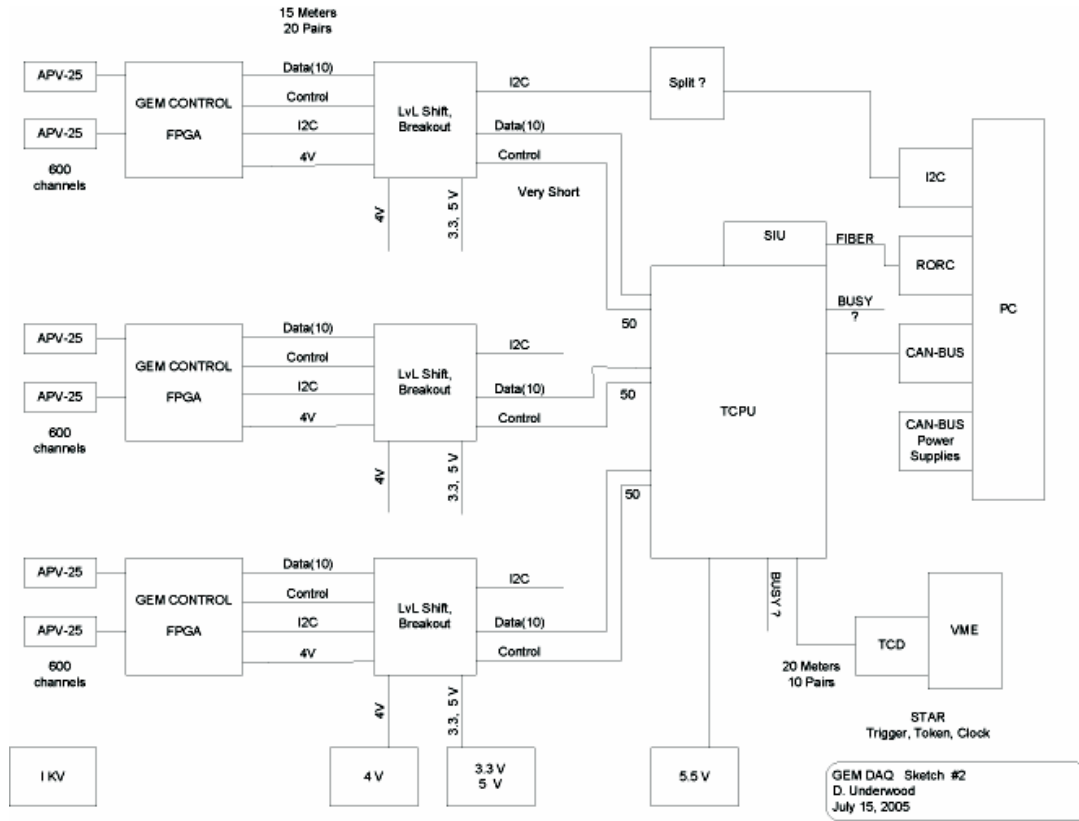 15 Meters
20 Pairs
APV-25
APV-25
600
channels
GEM CONTROL
FPGA
Data(10)
Control
I2C
4V
LvL Shift,
Breakout
4V
3.3, 5 V
I2C
Data(10)
Control
Very Short
Split ?
APV-25
APV-25
600
channels
GEM CONTROL
FPGA
Data(10)
Control
I2C
4V
LvL Shift,
Breakout
4V
3.3, 5 V
I2C
Data(10)
Control
APV-25
APV-25
600
channels
GEM CONTROL
FPGA
Data(10)
Control
I2C
4V
LvL Shift,
Breakout
4V
3.3, 5 V
I2C
Data(10)
Control
50
50
50
SIU
TCPU
FIBER
BUSY
?
BUSY ?
I2C
RORC
CAN-BUS
CAN-BUS
Power
Supplies
PC
20 Meters
10 Pairs
TCD
VME
STAR
Trigger, Token, Clock
1 KV
4 V
3.3 V
5 V
5.5 V
GEM DAQ Sketch #2
D. Underwood
July 15, 2005